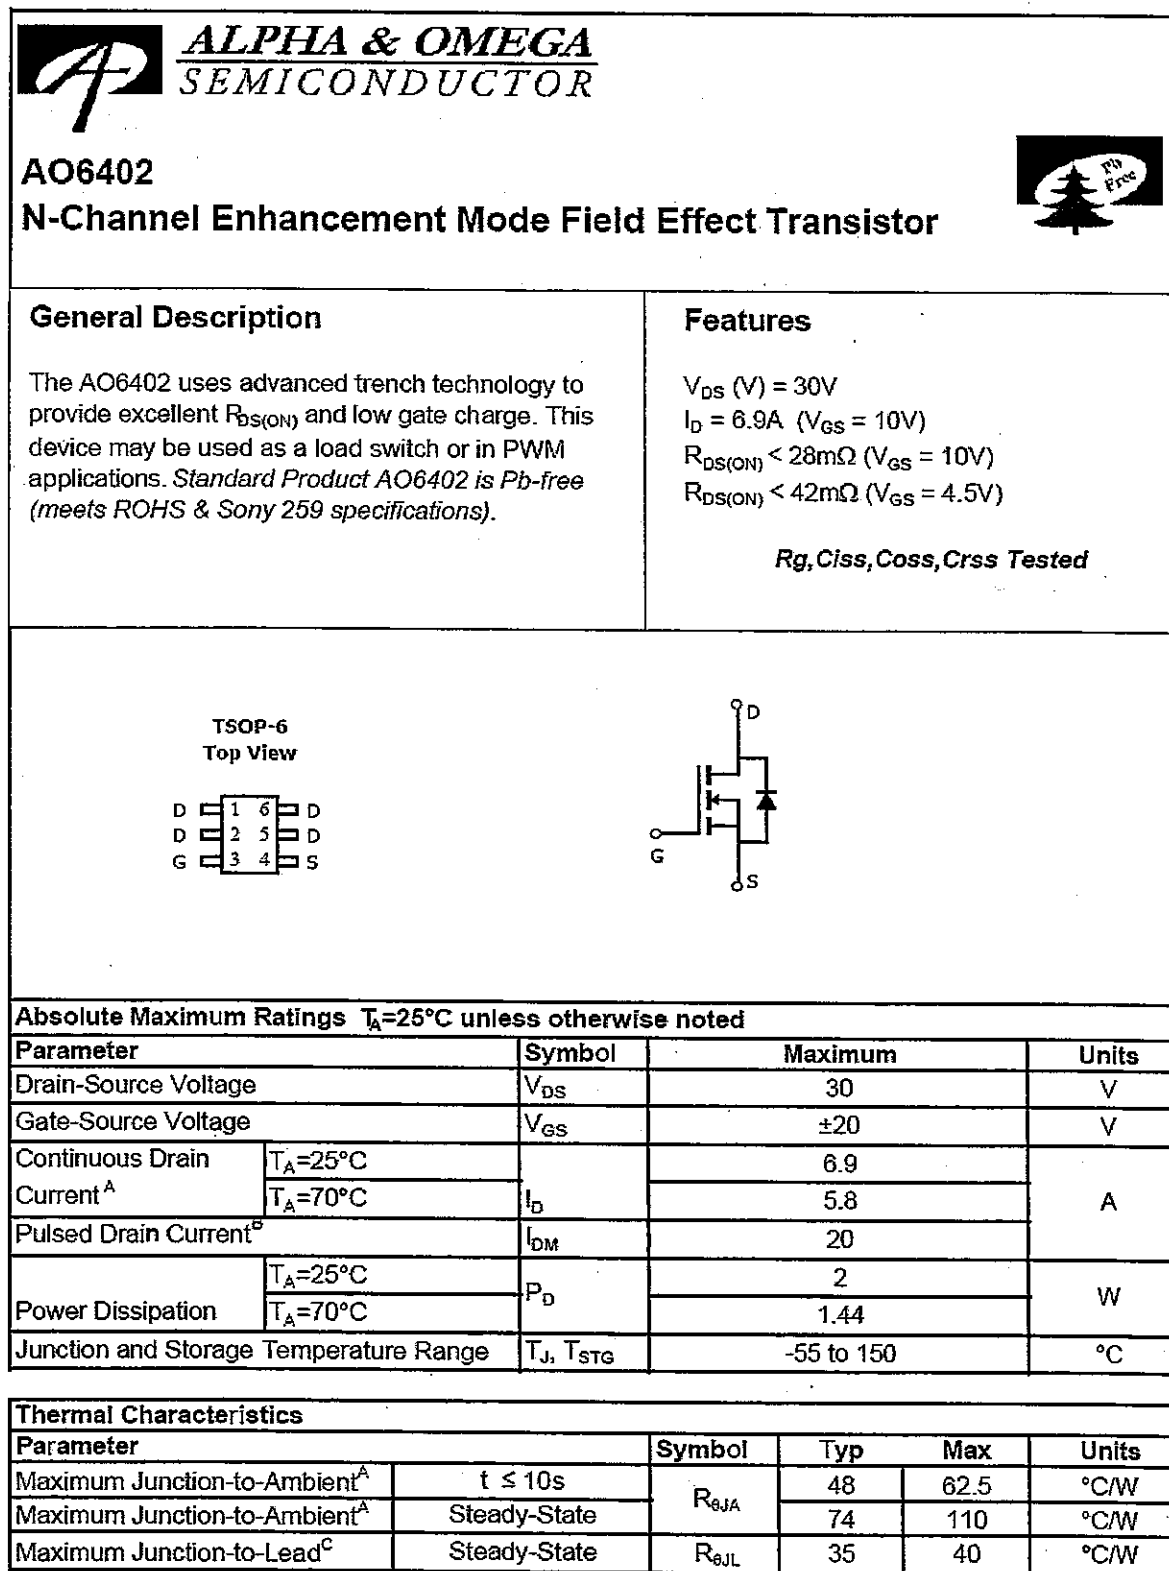 ALPHA & OMEGA
SEMICONDUCTOR
Pb
Free
AO6402
N-Channel Enhancement Mode Field Effect Transistor
General Description
The AO6402 uses advanced trench technology to
provide excellent RDS(ON) and low gate charge. This
device may be used as a load switch or in PWM
applications. Standard Product AO6402 is Pb-free
(meets ROHS & Sony 259 specifications).
Features
VDS (V) = 30V
ID = 6.9A (VGS = 10V)
RDS(ON) < 28mΩ (VGS = 10V)
RDS(ON) < 42mΩ (VGS = 4.5V)
Rg,Ciss,Coss,Crss Tested
TSOP-6
Top View
D 1 6 D
D 2 5 D
G 3 4 S
D
G
S
Absolute Maximum Ratings TA=25°C unless otherwise noted
Parameter Symbol Maximum Units
Drain-Source Voltage VDS 30 V
Gate-Source Voltage VGS ±20 V
Continuous Drain TA=25°C 6.9
Current A TA=70°C ID 5.8 A
Pulsed Drain Current B IDM 20
TA=25°C PD 2 W
Power Dissipation TA=70°C 1.44
Junction and Storage Temperature Range TJ, TSTG -55 to 150 °C
Thermal Characteristics
Parameter Symbol Typ Max Units
Maximum Junction-to-Ambient A t ≤ 10s RθJA 48 62.5 °C/W
Maximum Junction-to-Ambient A Steady-State 74 110 °C/W
Maximum Junction-to-Lead C Steady-State RθJL 35 40 °C/W